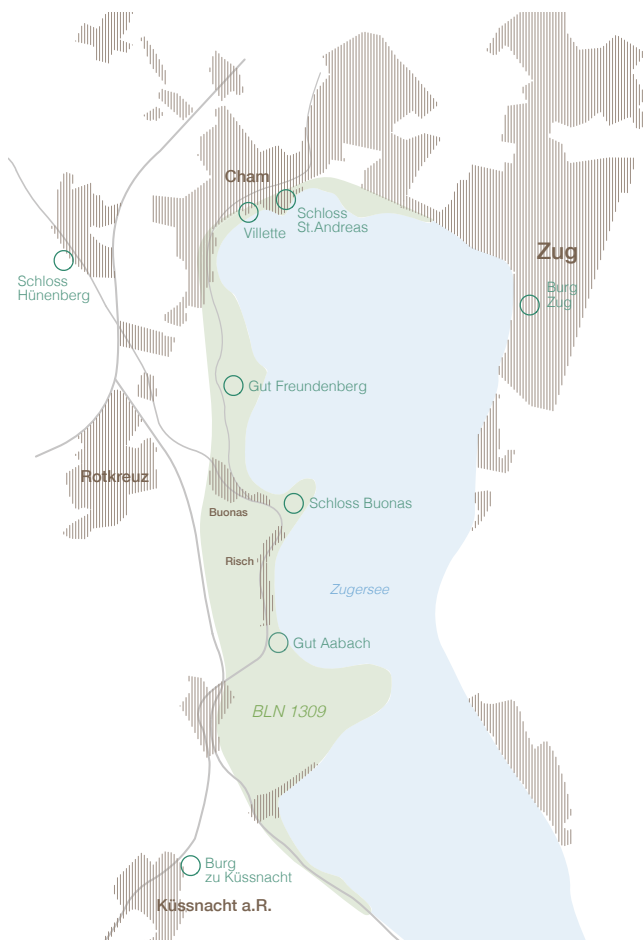 Cham
Schloss
St.Andreas
Villette
Zug
Schloss
Hünenberg
Burg
Zug
Gut Freundenberg
Rotkreuz
Schloss Buonas
Buonas
Risch
Zugersee
Gut Aabach
BLN 1309
Burg
zu Küssnacht
Küssnacht a.R.